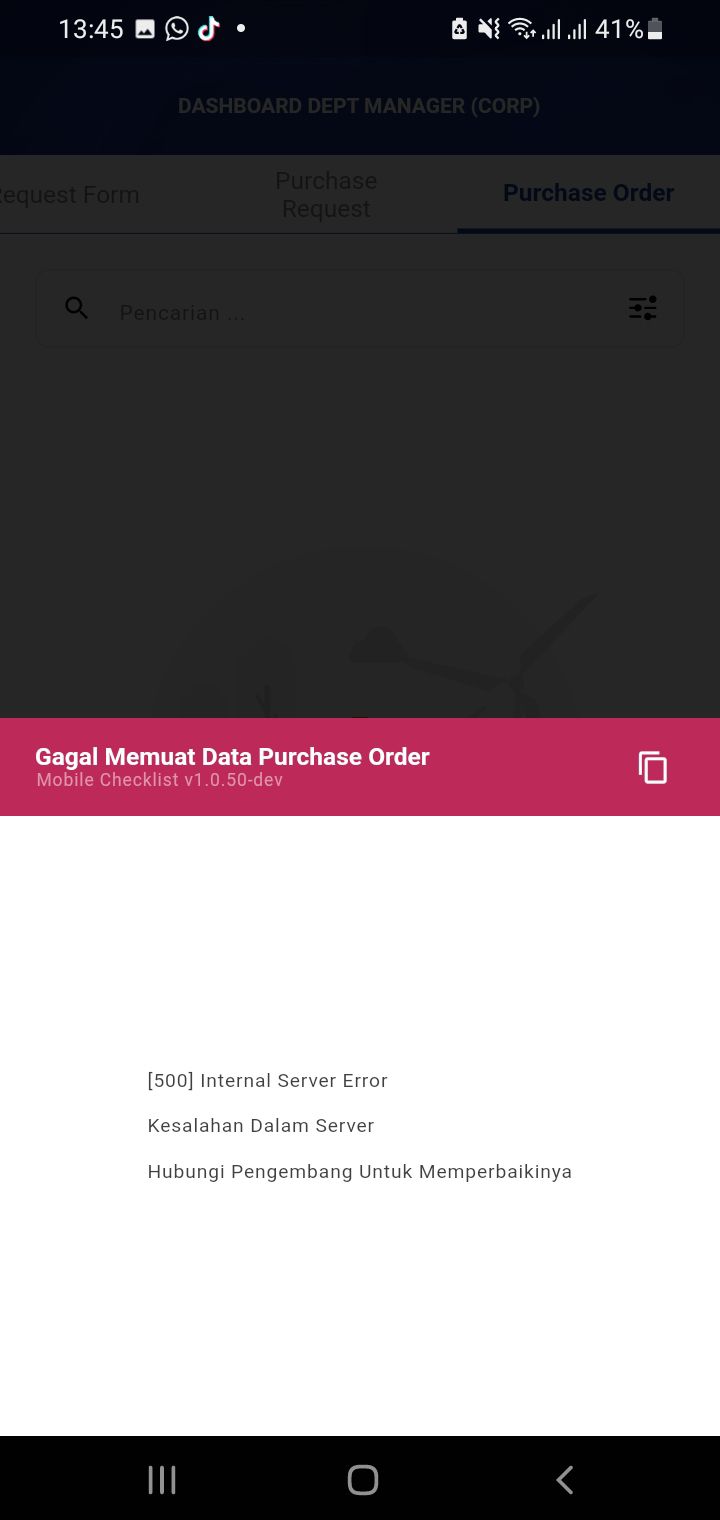 13:45
41%
DASHBOARD DEPT MANAGER (CORP)
Request Form
Purchase
Request
Purchase Order
Pencarian ...
Gagal Memuat Data Purchase Order
Mobile Checklist v1.0.50-dev
[500] Internal Server Error
Kesalahan Dalam Server
Hubungi Pengembang Untuk Memperbaikinya